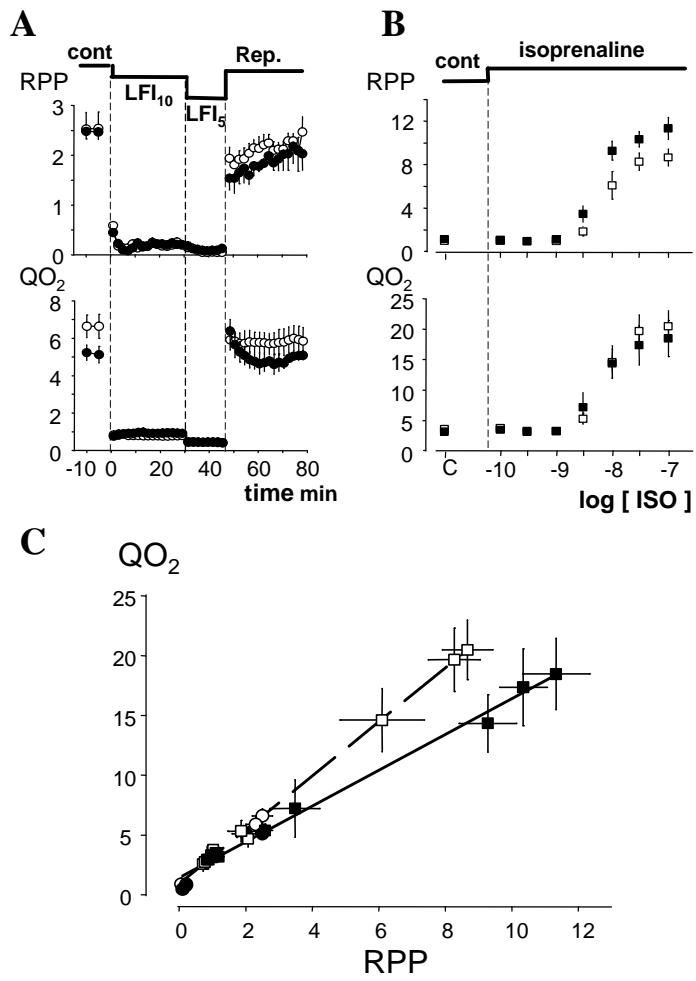 A
cont
Rep.
RPP
LFI10
LFI5
3
2
1
0
QO2
8
6
4
2
0
-10 0 20 40 60 80
time min
B
cont
isoprenaline
RPP
12
8
4
0
QO2
25
20
15
10
5
0
C -10 -9 -8 -7
log [ ISO ]
C
QO2
25
20
15
10
5
0
0 2 4 6 8 10 12
RPP